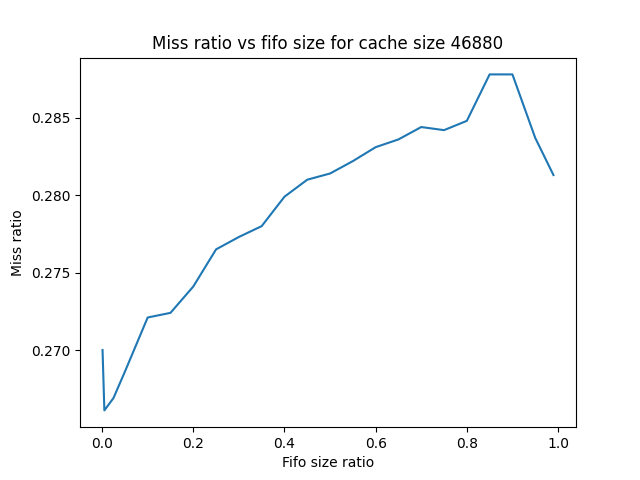 Miss ratio vs fifo size for cache size 46880
0.285
0.280
0.275
0.270
Miss ratio
0.0 0.2 0.4 0.6 0.8 1.0
Fifo size ratio